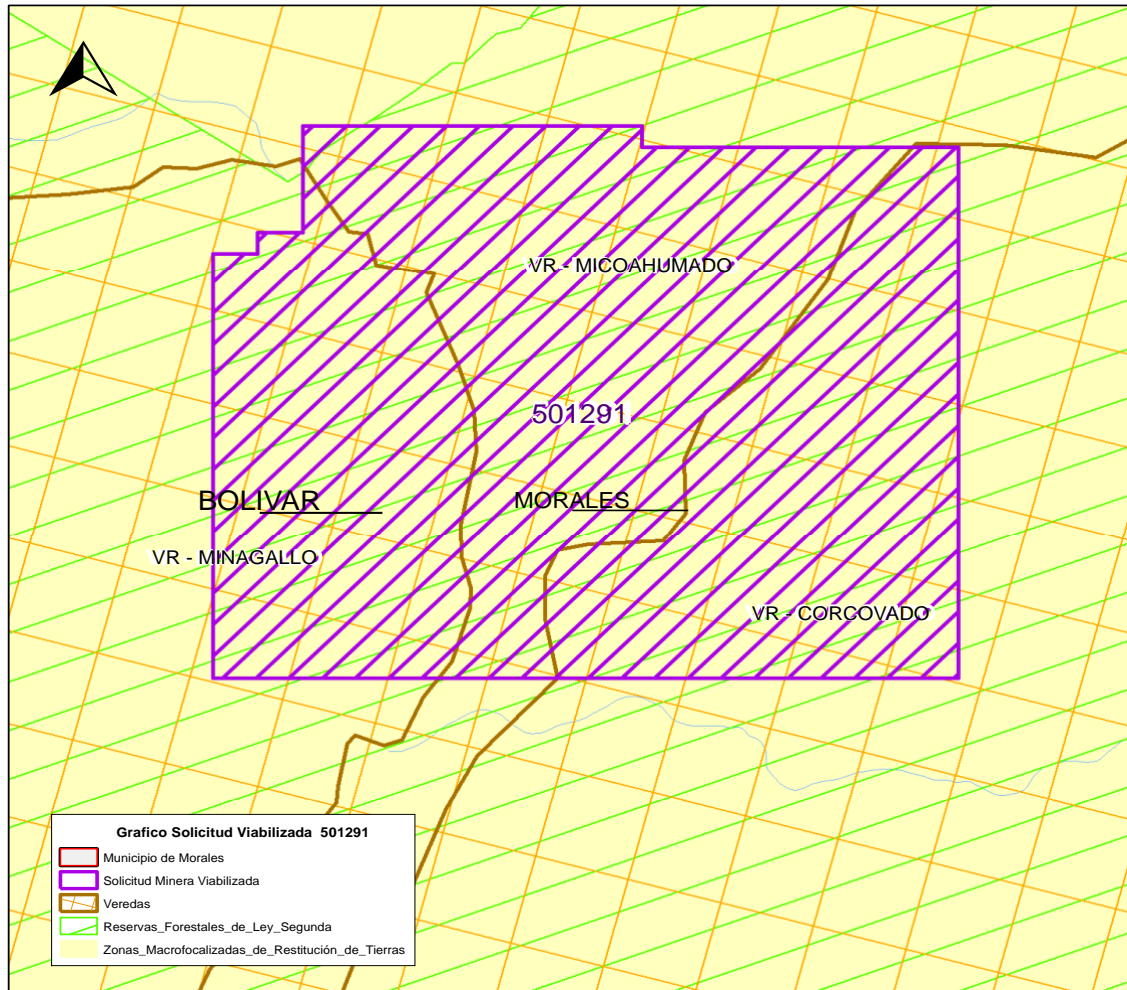 VR - MICOAHUMADO
501291
BOLIVAR
MORALES
VR - MINAGALLO
VR - CORCOVADO
Grafico Solicitud Viabilizada 501291
Municipio de Morales
Solicitud Minera Viabilizada
Veredas
Reservas_Forestales_de_Ley_Segunda
Zonas_Macrofocalizadas_de_Restitución_de_Tierras